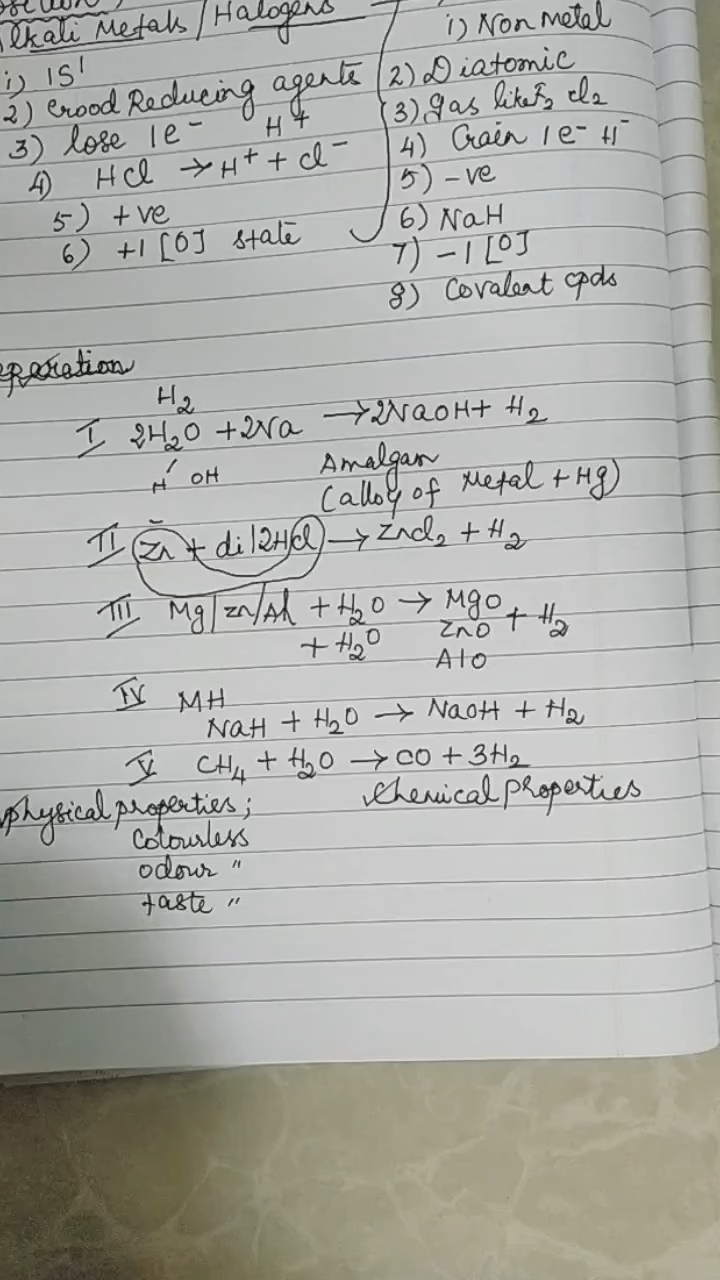 Alkali Metals / Halogens
1) 1S¹
2) Good Reducing agents
3) lose 1e⁻ H⁺
4) HCl → H⁺ + Cl⁻
5) +ve
6) +1 [O] state
1) Non metal
2) Diatomic
3) gas like F₂ Cl₂
4) Gain 1e⁻ H⁻
5) -ve
6) NaH
7) -1 [O]
8) Covalent cpds
eparation
H₂
I 2H₂O + 2Na → 2NaOH + H₂
H OH Amalgam
(alloy of Metal + Hg)
II Zn + dil 2HCl → ZnCl₂ + H₂
III Mg/Zn/Al + H₂O → MgO + H₂
+ H₂O ZnO
AlO
IV MH
NaH + H₂O → NaOH + H₂
V CH₄ + H₂O → CO + 3H₂
Physical properties; Chemical Properties
Colourless
odour "
taste "